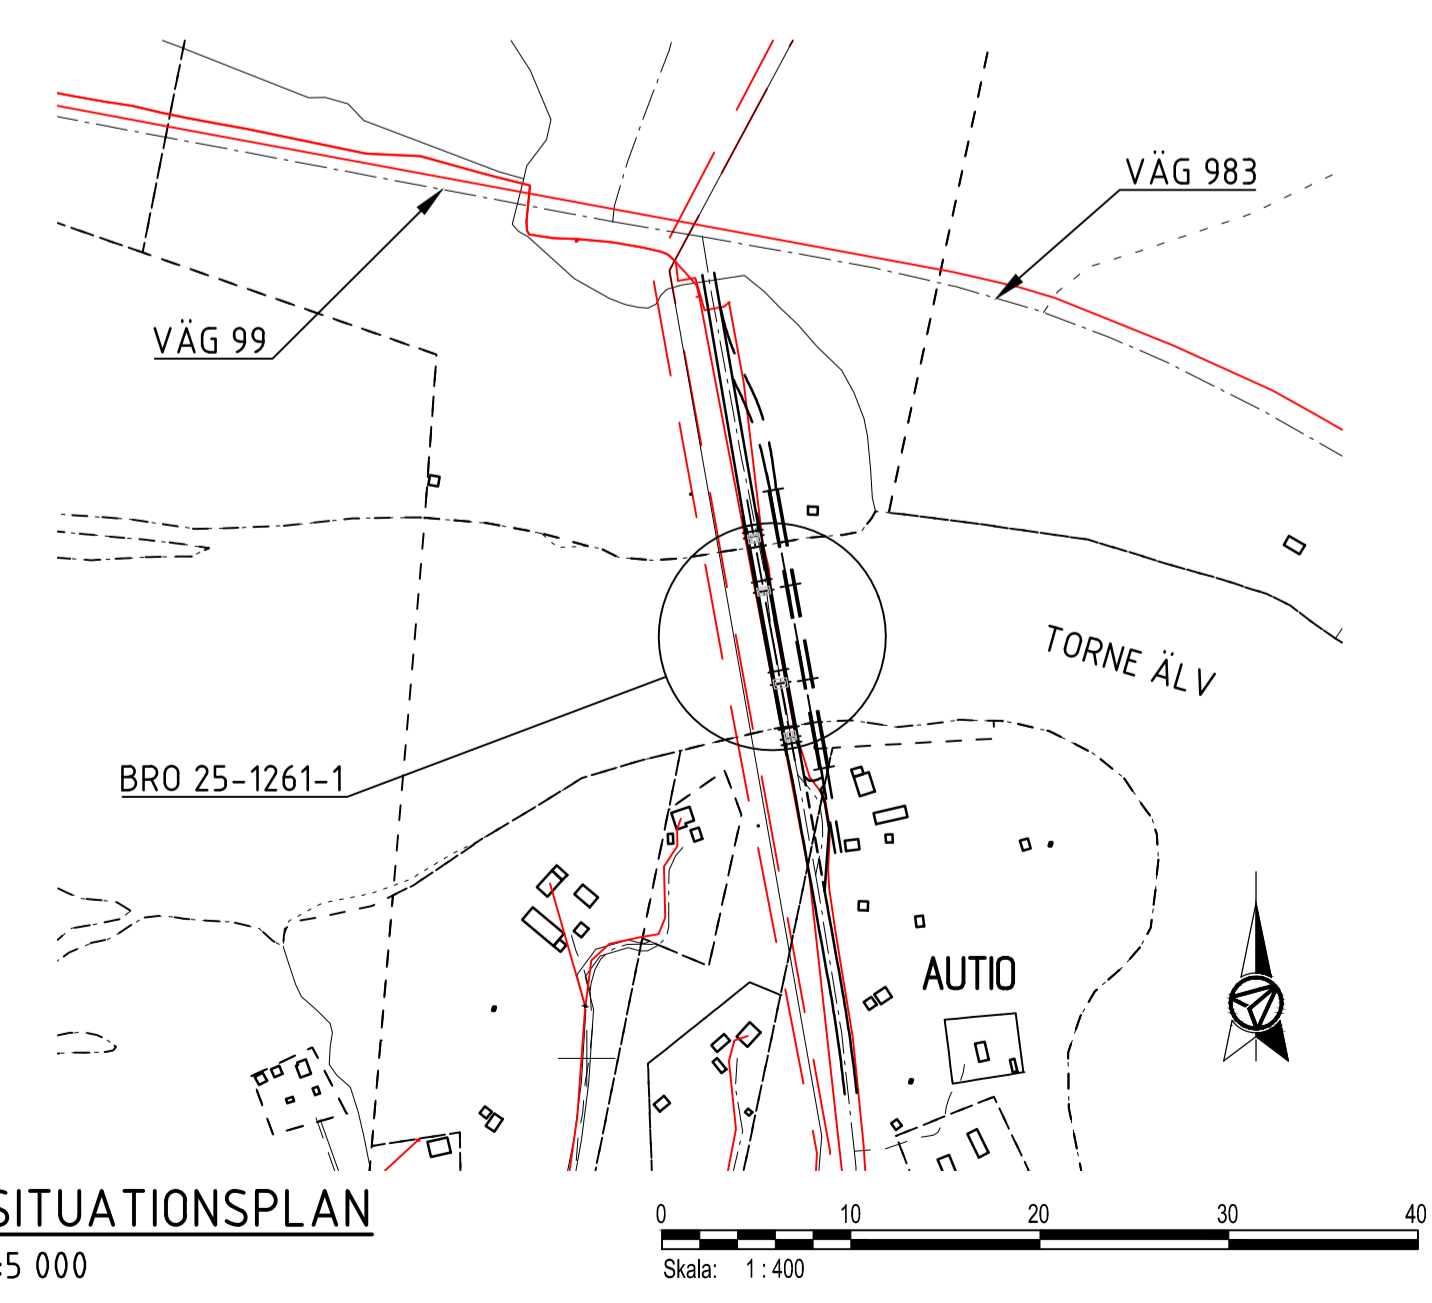 VÄG 983
VÄG 99
TORNE ÄLV
BRO 25-1261-1
AUTIO
SITUATIONSPLAN
:5 000
0 10 20 30 40
Skala: 1 : 400